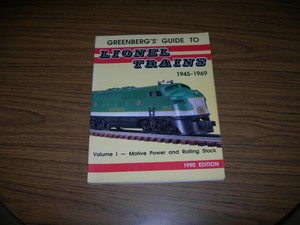 GREENBERG'S GUIDE TO
LIONEL
TRAINS
1945-1969
Volume I — Motive Power and Rolling Stock
1990 EDITION